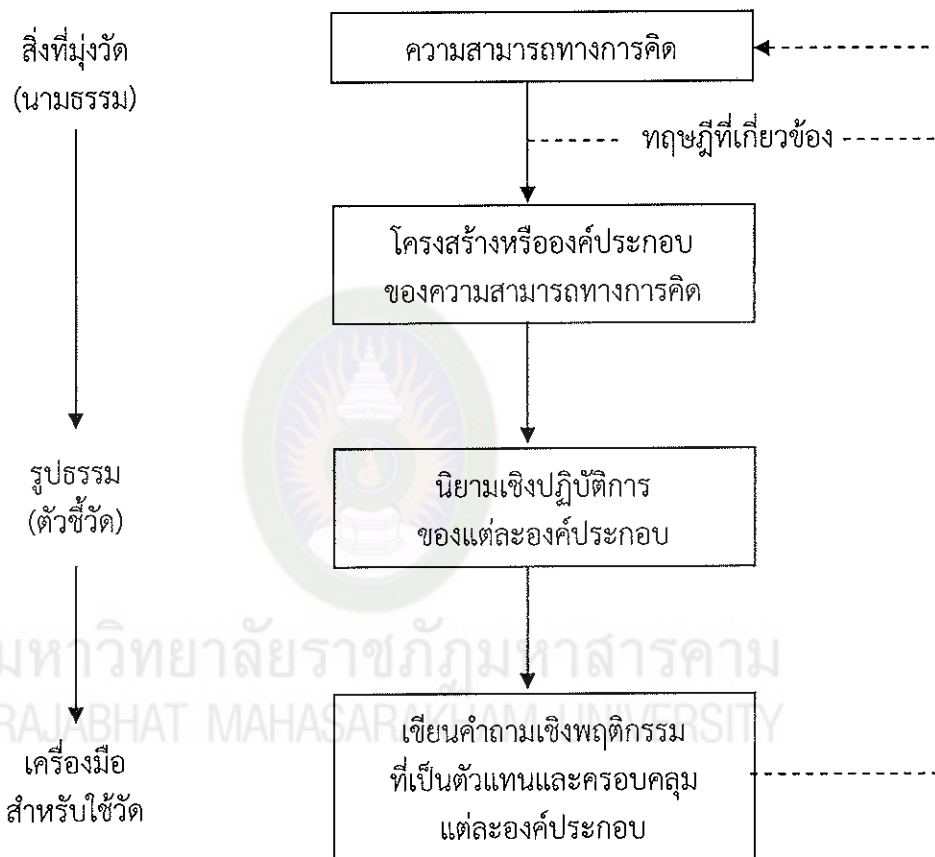 สิ่งที่มุ่งวัด
(นามธรรม)
ความสามารถทางการคิด
ทฤษฎีที่เกี่ยวข้อง
โครงสร้างหรือองค์ประกอบ
ของความสามารถทางการคิด
รูปธรรม
(ตัวชี้วัด)
นิยามเชิงปฏิบัติการ
ของแต่ละองค์ประกอบ
มหาวิทยาลัยราชภัฏมหาสารคาม
RAJABHAT MAHASARAKHAM UNIVERSITY
เครื่องมือ
สำหรับใช้วัด
เขียนคำถามเชิงพฤติกรรม
ที่เป็นตัวแทนและครอบคลุม
แต่ละองค์ประกอบ